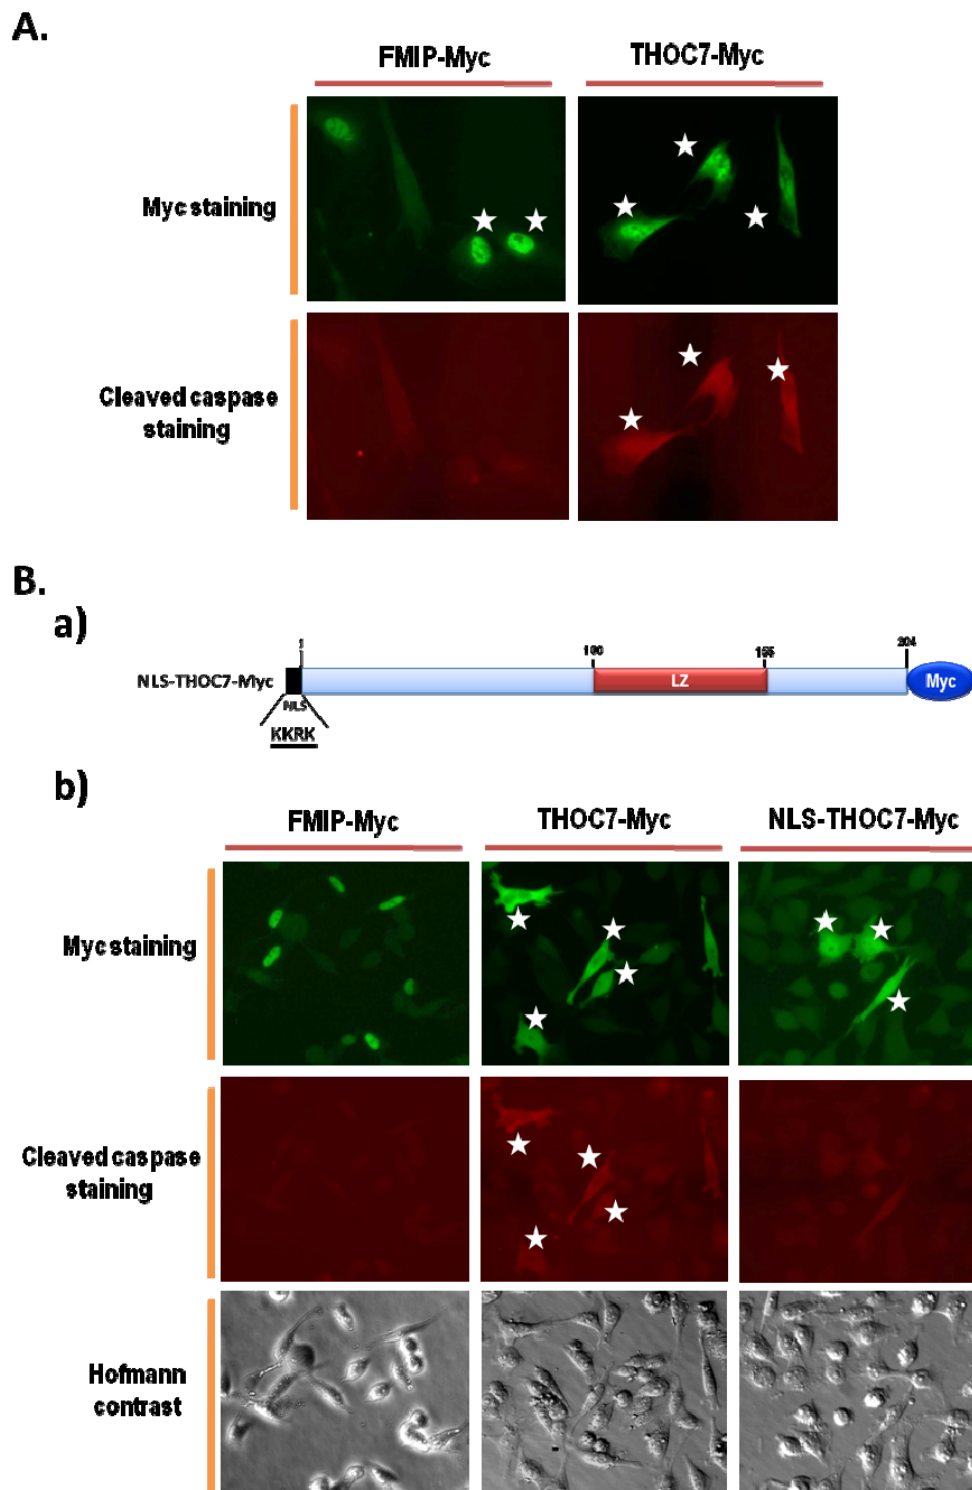 A.
FMIP-Myc
THOC7-Myc
Myc staining
Cleaved caspase
staining
B.
a)
1
100
155
204
NLS-THOC7-Myc
LZ
Myc
NLS
KKRK
b)
FMIP-Myc
THOC7-Myc
NLS-THOC7-Myc
Myc staining
Cleaved caspase
staining
Hofmann
contrast